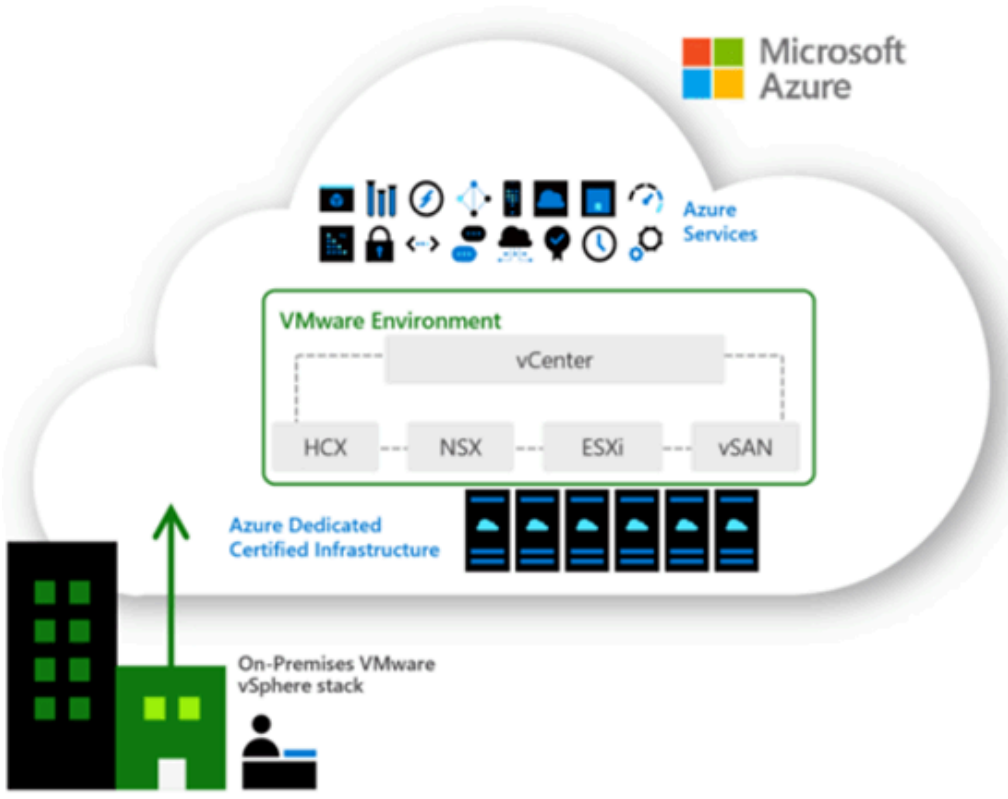 Microsoft
Azure
Azure
Services
VMware Environment
vCenter
HCX
NSX
ESXi
vSAN
Azure Dedicated
Certified Infrastructure
On-Premises VMware
vSphere stack